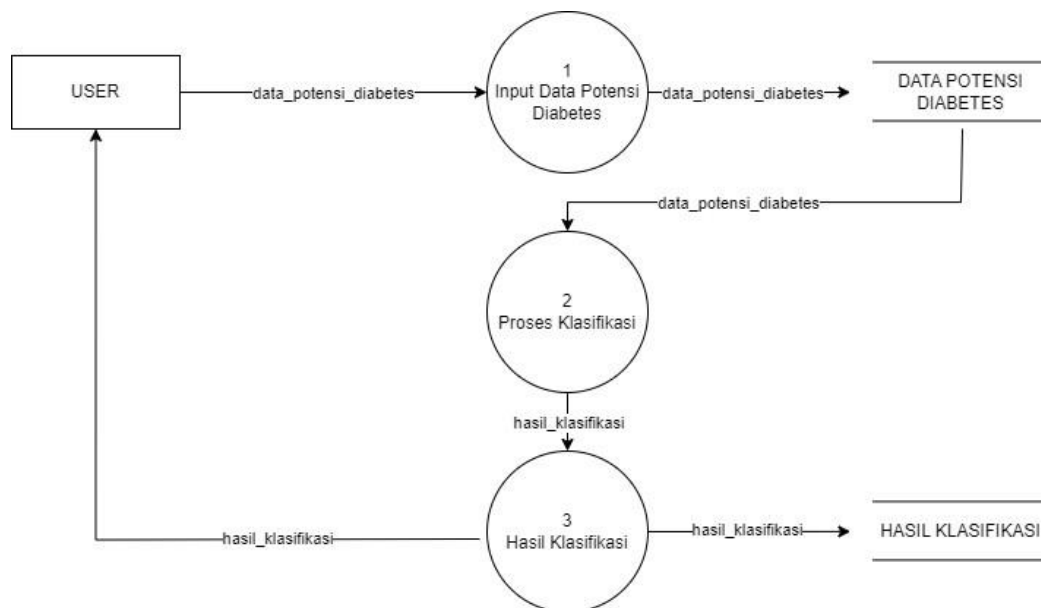 USER
data_potensi_diabetes
1
Input Data Potensi
Diabetes
data_potensi_diabetes
DATA POTENSI
DIABETES
data_potensi_diabetes
2
Proses Klasifikasi
hasil_klasifikasi
hasil_klasifikasi
3
Hasil Klasifikasi
hasil_klasifikasi
HASIL KLASIFIKASI